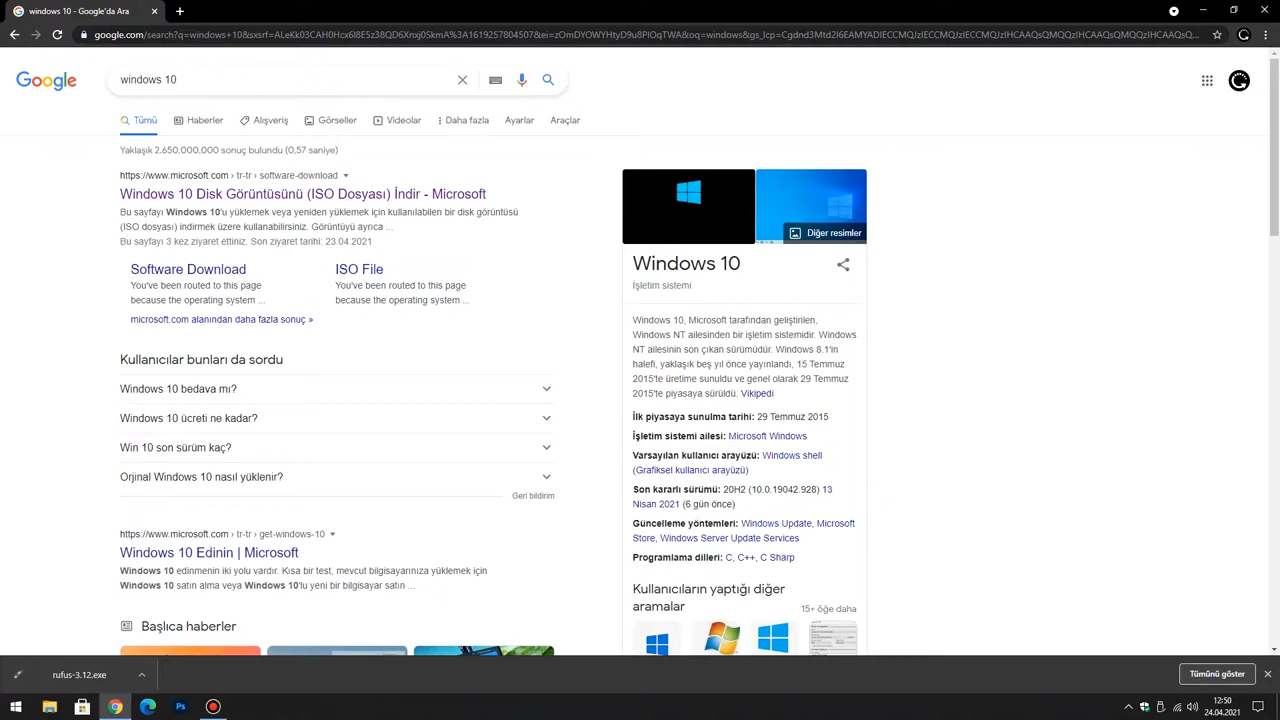 windows 10 - Google'da Ara
google.com/search?q=windows+10&sxsrf=ALeKk03CAH0Hcx6l8E5z38QD6Xnxj0SkmA%3A1619257804507&ei=zOmDYOWYHtyD9u8PlOqTwA&oq=windows&gs_lcp=Cgdnd3Mtd2l6EAMYADIECCMQJzIECCMQJzIECCMQJzIHCAAQsQMQQzIHCAAQsQMQQzIHCAAQsQMQQzIHCAAQsQ...
Google
windows 10
Tümü
Haberler
Alışveriş
Görseller
Videolar
Daha fazla
Ayarlar
Araçlar
Yaklaşık 2.650.000.000 sonuç bulundu (0,57 saniye)
https://www.microsoft.com › tr-tr › software-download
Windows 10 Disk Görüntüsünü (ISO Dosyası) İndir - Microsoft
Bu sayfayı Windows 10'u yüklemek veya yeniden yüklemek için kullanılabilen bir disk görüntüsü
(ISO dosyası) indirmek üzere kullanabilirsiniz. Görüntüyü ayrıca ...
Bu sayfayı 3 kez ziyaret ettiniz. Son ziyaret tarihi: 23.04.2021
Software Download
You've been routed to this page
because the operating system ...
ISO File
You've been routed to this page
because the operating system ...
microsoft.com alanından daha fazla sonuç »
Kullanıcılar bunları da sordu
Windows 10 bedava mı?
Windows 10 ücreti ne kadar?
Win 10 son sürüm kaç?
Orjinal Windows 10 nasıl yüklenir?
Geri bildirim
https://www.microsoft.com › tr-tr › get-windows-10
Windows 10 Edinin | Microsoft
Windows 10 edinmenin iki yolu vardır. Kısa bir test, mevcut bilgisayarınıza yüklemek için
Windows 10 satın alma veya Windows 10'lu yeni bir bilgisayar satın ...
Başlıca haberler
Diğer resimler
Windows 10
İşletim sistemi
Windows 10, Microsoft tarafından geliştirilen,
Windows NT ailesinden bir işletim sistemidir. Windows
NT ailesinin son çıkan sürümüdür. Windows 8.1'in
halefi, yaklaşık beş yıl önce yayınlandı, 15 Temmuz
2015'te üretime sunuldu ve genel olarak 29 Temmuz
2015'te piyasaya sürüldü. Vikipedi
İlk piyasaya sunulma tarihi: 29 Temmuz 2015
İşletim sistemi ailesi: Microsoft Windows
Varsayılan kullanıcı arayüzü: Windows shell
(Grafiksel kullanıcı arayüzü)
Son kararlı sürümü: 20H2 (10.0.19042.928) 13
Nisan 2021 (6 gün önce)
Güncelleme yöntemleri: Windows Update, Microsoft
Store, Windows Server Update Services
Programlama dilleri: C, C++, C Sharp
Kullanıcıların yaptığı diğer
aramalar
15+ öğe daha
rufus-3.12.exe
Tümünü göster
Ps
12:50
24.04.2021